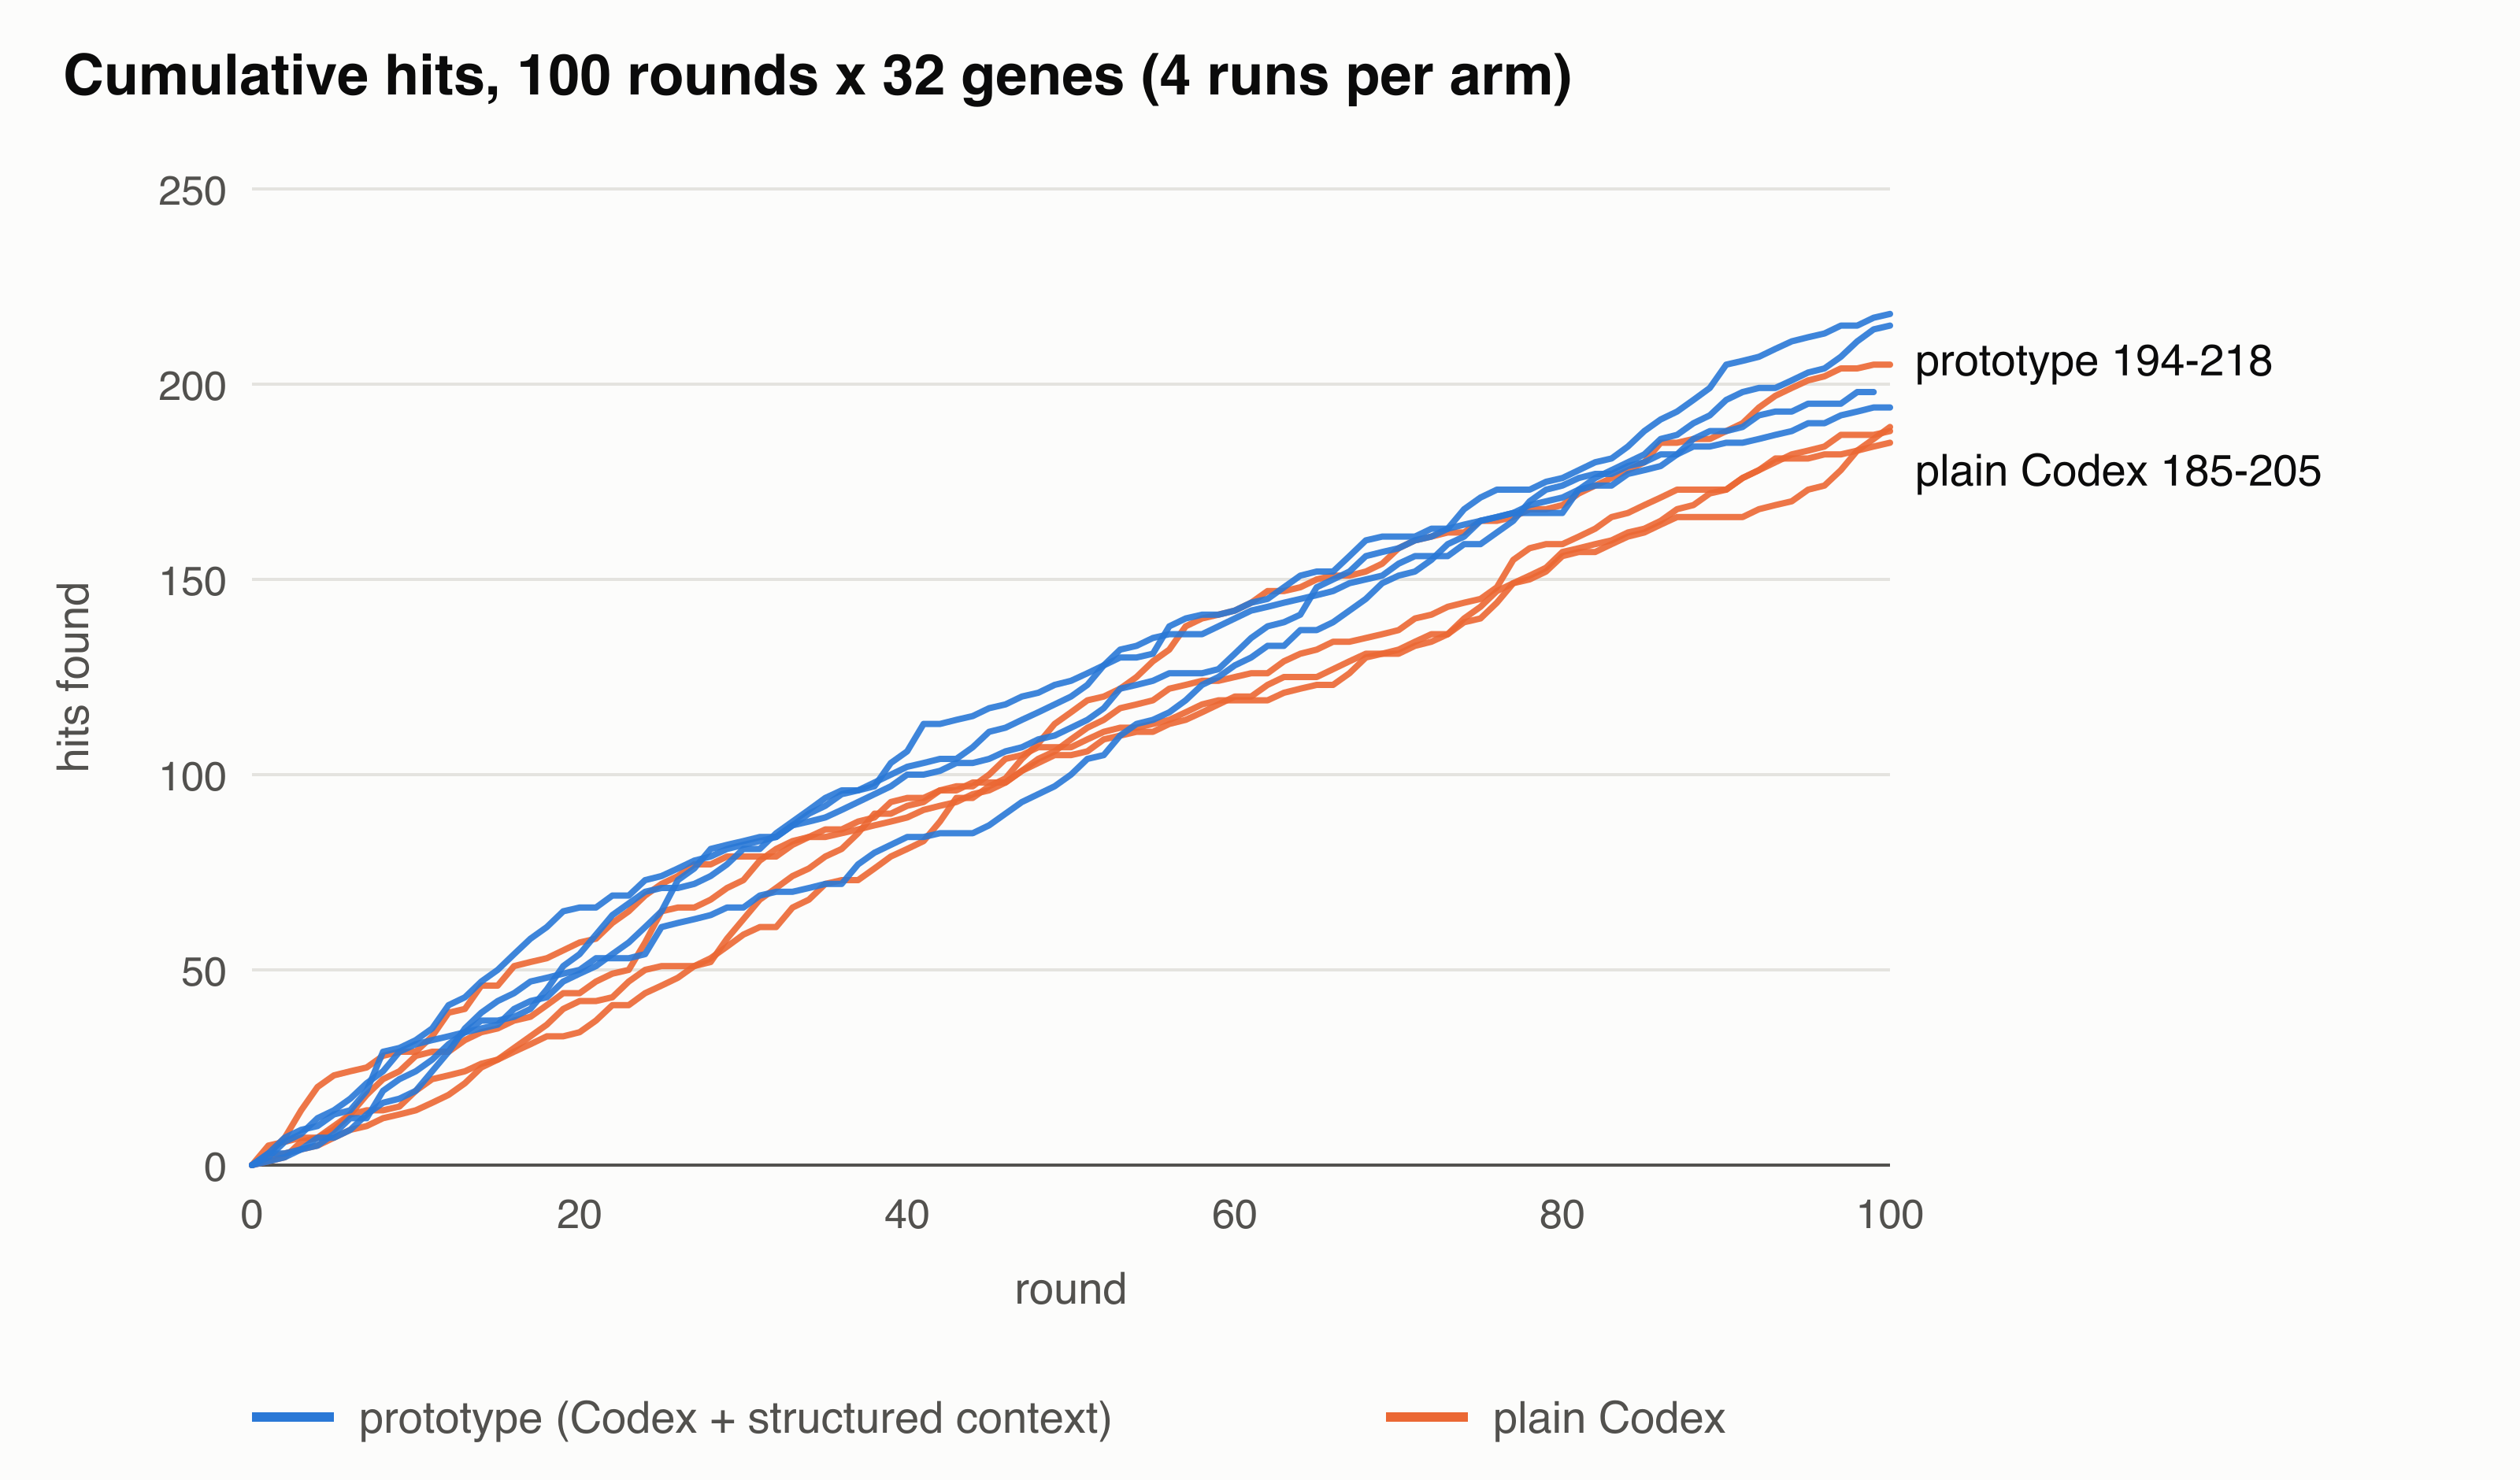 Cumulative hits, 100 rounds x 32 genes (4 runs per arm)
250
200
150
100
50
0
hits found
prototype 194-218
plain Codex 185-205
0 20 40 60 80 100
round
prototype (Codex + structured context) plain Codex